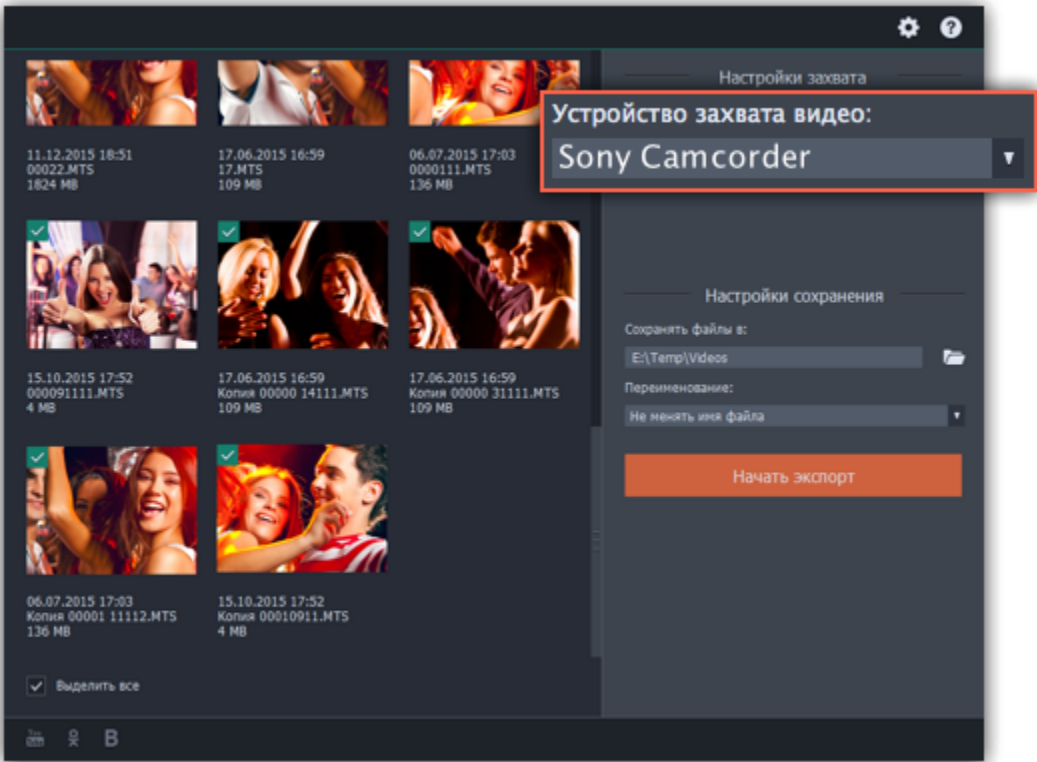 Настройки захвата
Устройство захвата видео:
Sony Camcorder
11.12.2015 18:51
00022.MTS
1824 MB
17.06.2015 16:59
17.MTS
109 MB
06.07.2017 17:03
0000111.MTS
136 MB
15.10.2015 17:52
000091111.MTS
4 MB
17.06.2015 16:59
Копия 00000 14111.MTS
109 MB
17.06.2015 16:59
Копия 00000 31111.MTS
109 MB
06.07.2017 17:03
Копия 00001 11112.MTS
136 MB
15.10.2015 17:52
Копия 00010911.MTS
4 MB
Выделить все
Настройки сохранения
Сохранять файлы в:
E:\Temp\Videos
Переименование:
Не менять имя файла
Начать экспорт
You Tube
B